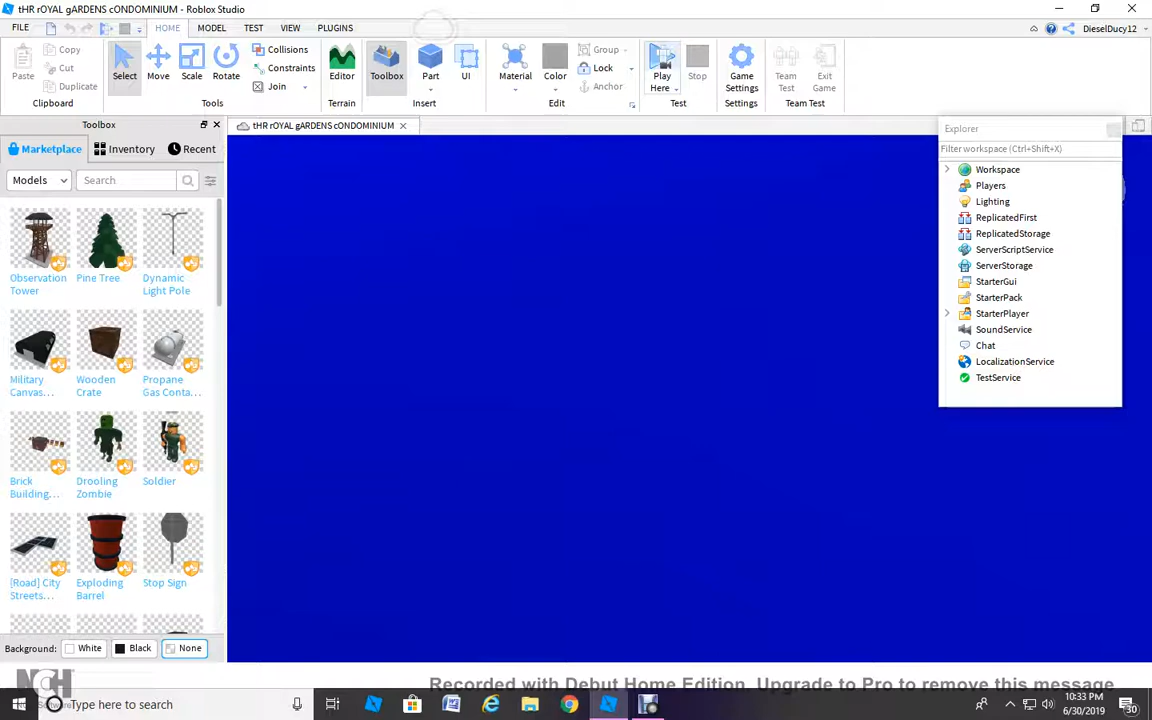 tHR rOYAL gARDENS cONDOMINIUM - Roblox Studio
FILE HOME MODEL TEST VIEW PLUGINS DieselDucy12
Paste Copy Cut Duplicate Clipboard
Select Move Scale Rotate Collisions Constraints Join Tools
Editor Terrain
Toolbox Part UI Insert
Material Color Group Lock Anchor Edit
Play Here Stop Test
Game Settings Settings
Team Test Exit Game Team Test
Toolbox
tHR rOYAL gARDENS cONDOMINIUM
Marketplace Inventory Recent
Models Search
Observation Tower
Pine Tree
Dynamic Light Pole
Military Canvas...
Wooden Crate
Propane Gas Conta...
Brick Building...
Drooling Zombie
Soldier
[Road] City Streets...
Exploding Barrel
Stop Sign
Background: White Black None
Explorer
Filter workspace (Ctrl+Shift+X)
Workspace
Players
Lighting
ReplicatedFirst
ReplicatedStorage
ServerScriptService
ServerStorage
StarterGui
StarterPack
StarterPlayer
SoundService
Chat
LocalizationService
TestService
NCH
Recorded with Debut Home Edition. Upgrade to Pro to remove this message
Type here to search
10:33 PM
6/30/2019
30